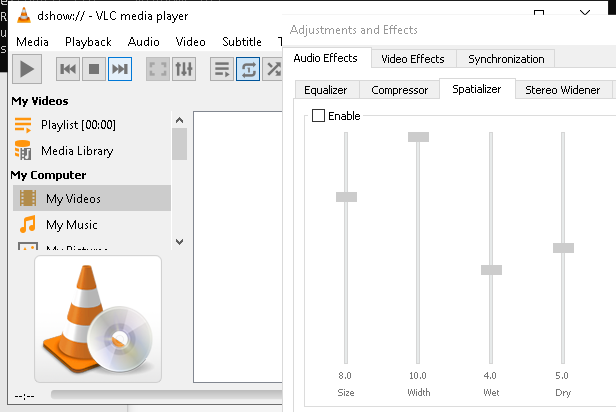 dshow:// - VLC media player
Media Playback Audio Video Subtitle T
My Videos
Playlist [00:00]
Media Library
My Computer
My Videos
My Music
--:--
Adjustments and Effects
Audio Effects Video Effects Synchronization
Equalizer Compressor Spatializer Stereo Widener
Enable
8.0 10.0 4.0 5.0
Size Width Wet Dry